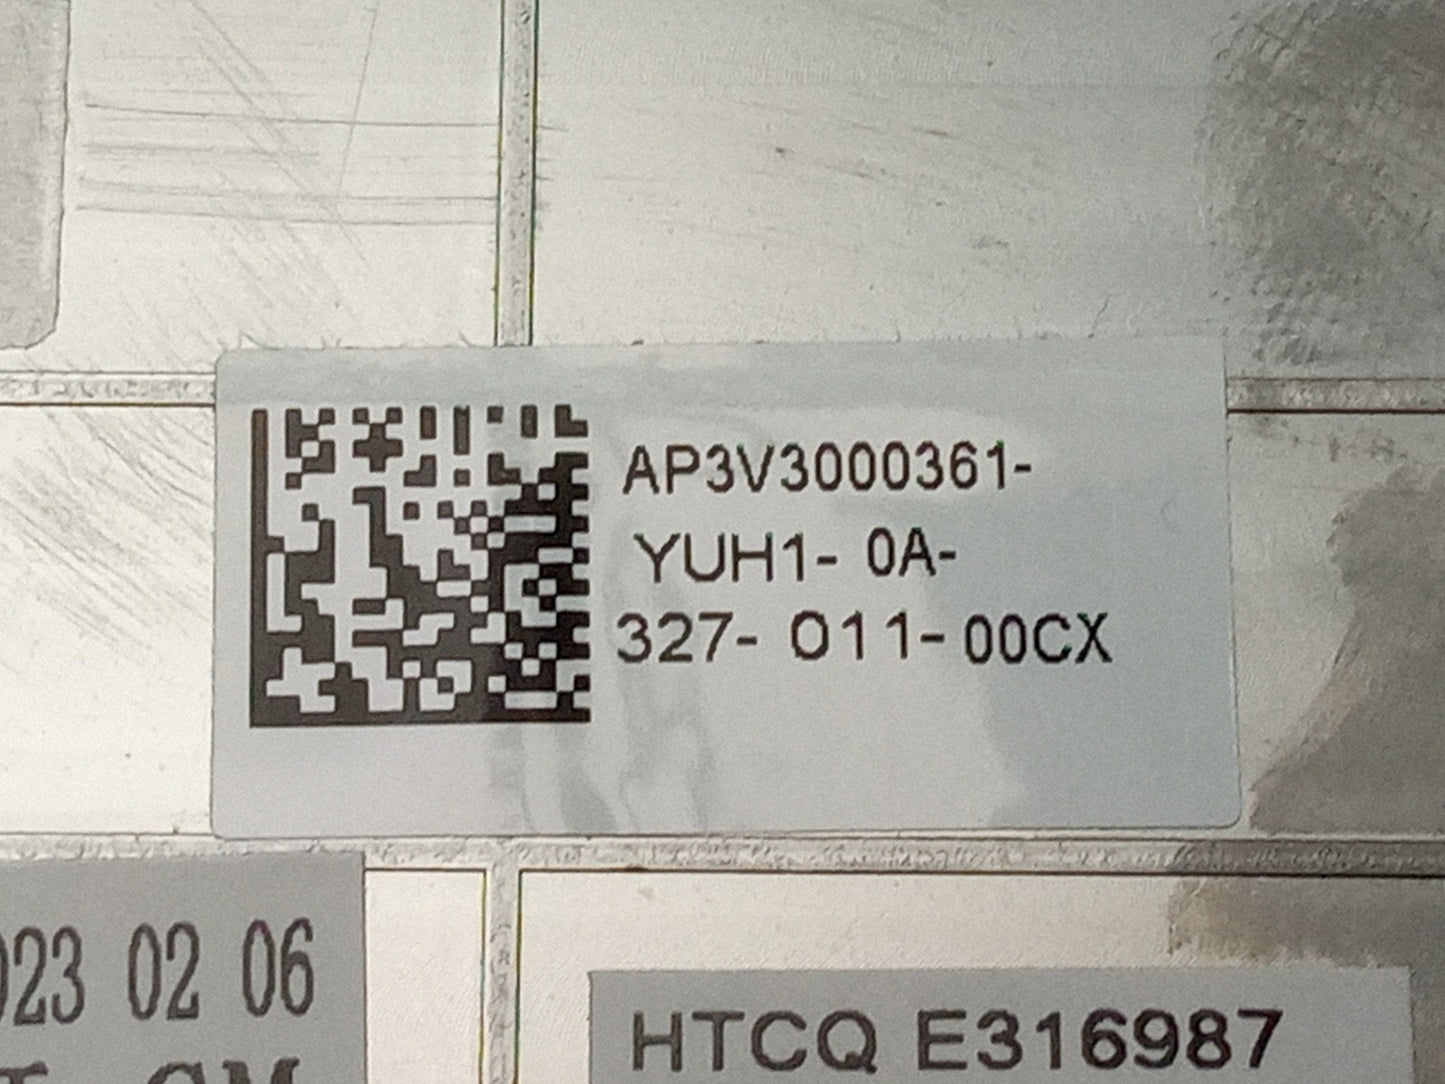 AP3V3000361-
YUH1- 0A-
327- 011-00CX
023 02 06
HTCQ E316987